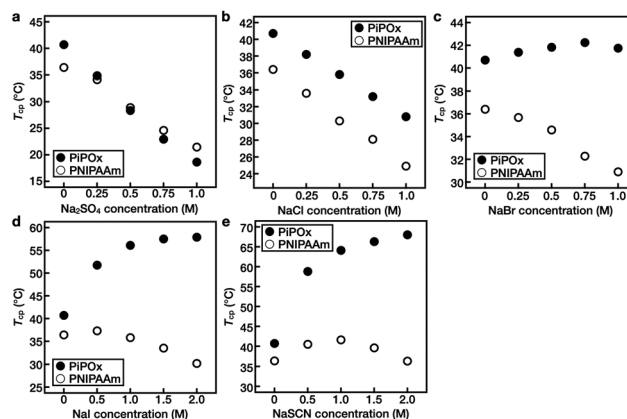 a
45
40
35
30
25
20
15
T_cp (°C)
PiPOx
PNIPAAm
0 0.25 0.5 0.75 1.0
Na₂SO₄ concentration (M)
b
42
40
38
36
34
32
30
28
26
24
T_cp (°C)
PiPOx
PNIPAAm
0 0.25 0.5 0.75 1.0
NaCl concentration (M)
c
44
42
40
38
36
34
32
30
T_cp (°C)
PiPOx
PNIPAAm
0 0.25 0.5 0.75 1.0
NaBr concentration (M)
d
60
55
50
45
40
35
30
25
T_cp (°C)
PiPOx
PNIPAAm
0 0.5 1.0 1.5 2.0
NaI concentration (M)
e
70
65
60
55
50
45
40
35
30
T_cp (°C)
PiPOx
PNIPAAm
0 0.5 1.0 1.5 2.0
NaSCN concentration (M)